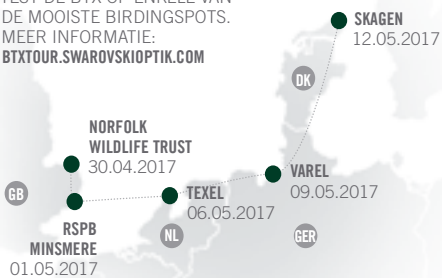 TEST DE BTX OP ENKELE VAN
DE MOOISTE BIRDINGSPOTS.
MEER INFORMATIE:
BTXTOUR.SWAROVSKIOPTIK.COM
SKAGEN
12.05.2017
DK
NORFOLK
WILDLIFE TRUST
30.04.2017
VAREL
09.05.2017
GB
TEXEL
06.05.2017
RSPB
MINSMERE
01.05.2017
NL
GER